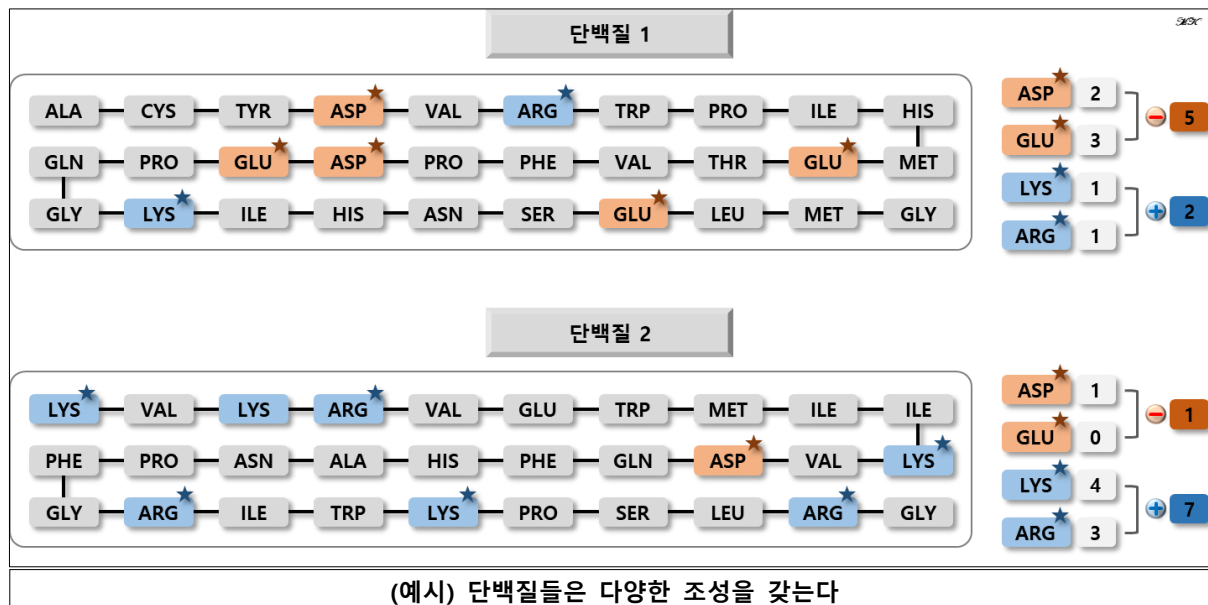 단백질 1
ALA CYS TYR ASP VAL ARG TRP PRO ILE HIS
GLN PRO GLU ASP PRO PHE VAL THR GLU MET
GLY LYS ILE HIS ASN SER GLU LEU MET GLY
ASP 2
GLU 3
5
LYS 1
ARG 1
2
단백질 2
LYS VAL LYS ARG VAL GLU TRP MET ILE ILE
PHE PRO ASN ALA HIS PHE GLN ASP VAL LYS
GLY ARG ILE TRP LYS PRO SER LEU ARG GLY
ASP 1
GLU 0
1
LYS 4
ARG 3
7
(예시) 단백질들은 다양한 조성을 갖는다